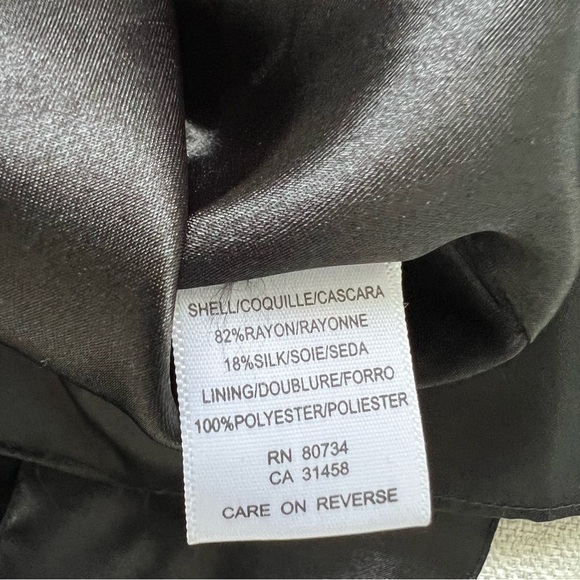 SHELL/COQUILLE/CASCARA
82%RAYON/RAYONNE
18%SILK/SOIE/SEDA
LINING/DOUBLURE/FORRO
100%POLYESTER/POLIESTER
RN 80734
CA 31458
CARE ON REVERSE